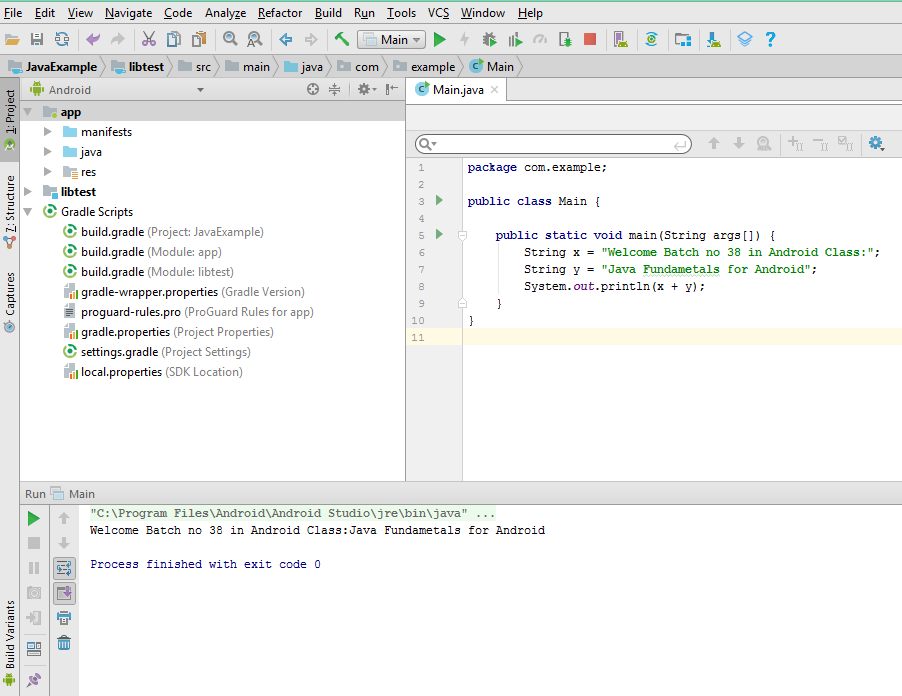 File Edit View Navigate Code Analyze Refactor Build Run Tools VCS Window Help
Main
JavaExample libtest src main java com example Main
1: Project
Z: Structure
Captures
Build Variants
Android
app
manifests
java
res
libtest
Gradle Scripts
build.gradle (Project: JavaExample)
build.gradle (Module: app)
build.gradle (Module: libtest)
gradle-wrapper.properties (Gradle Version)
proguard-rules.pro (ProGuard Rules for app)
gradle.properties (Project Properties)
settings.gradle (Project Settings)
local.properties (SDK Location)
Main.java
1 package com.example;
2
3 public class Main {
4
5 public static void main(String args[]) {
6 String x = "Welcome Batch no 38 in Android Class:";
7 String y = "Java Fundametals for Android";
8 System.out.println(x + y);
9 }
10 }
11
Run Main
"C:\Program Files\Android\Android Studio\jre\bin\java" ...
Welcome Batch no 38 in Android Class:Java Fundametals for Android
Process finished with exit code 0